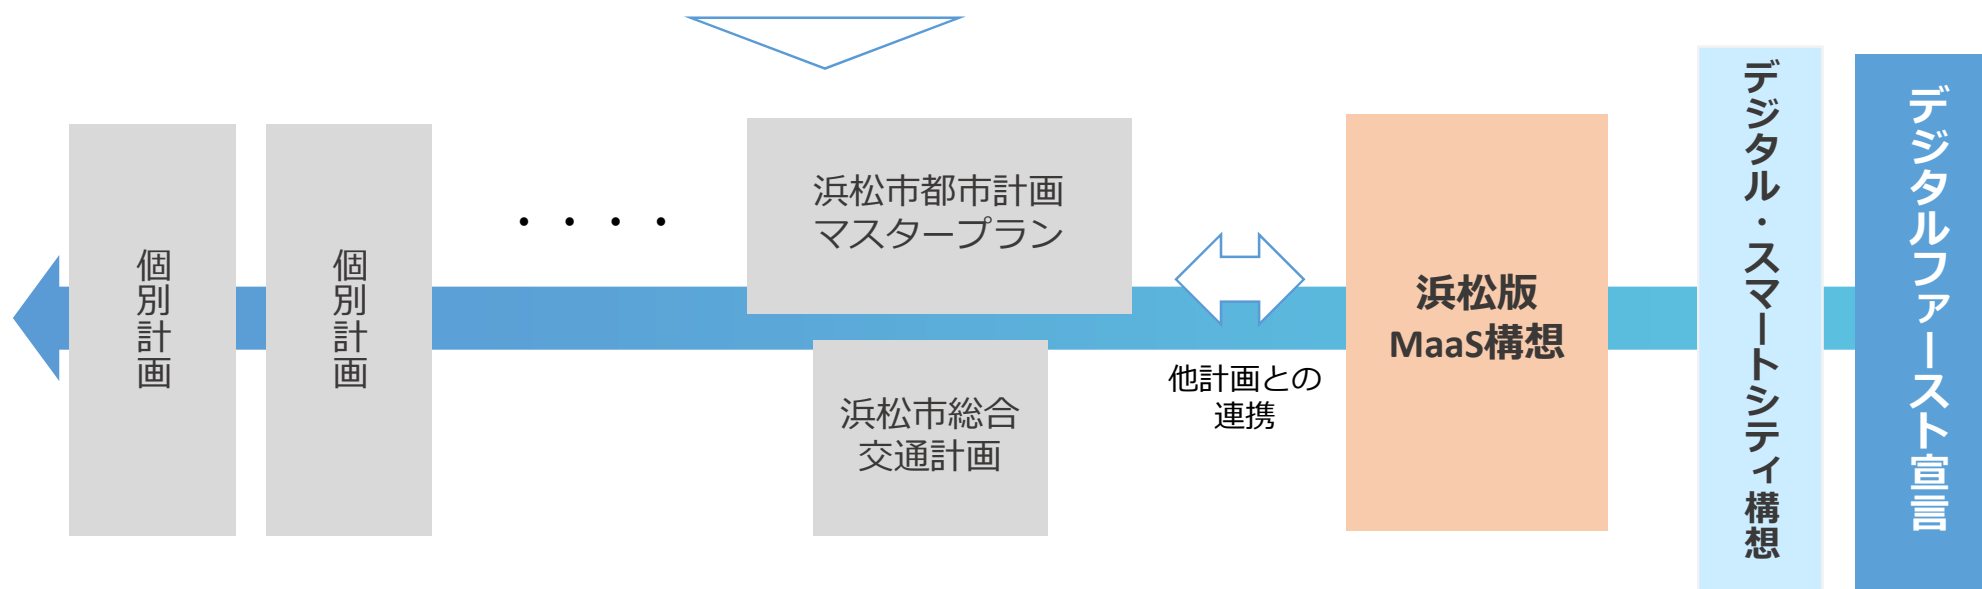 個別計画
個別計画
・・・・
浜松市都市計画
マスタープラン
浜松市総合
交通計画
他計画との
連携
浜松版
MaaS構想
デジタル・スマートシティ構想
デジタルファースト宣言